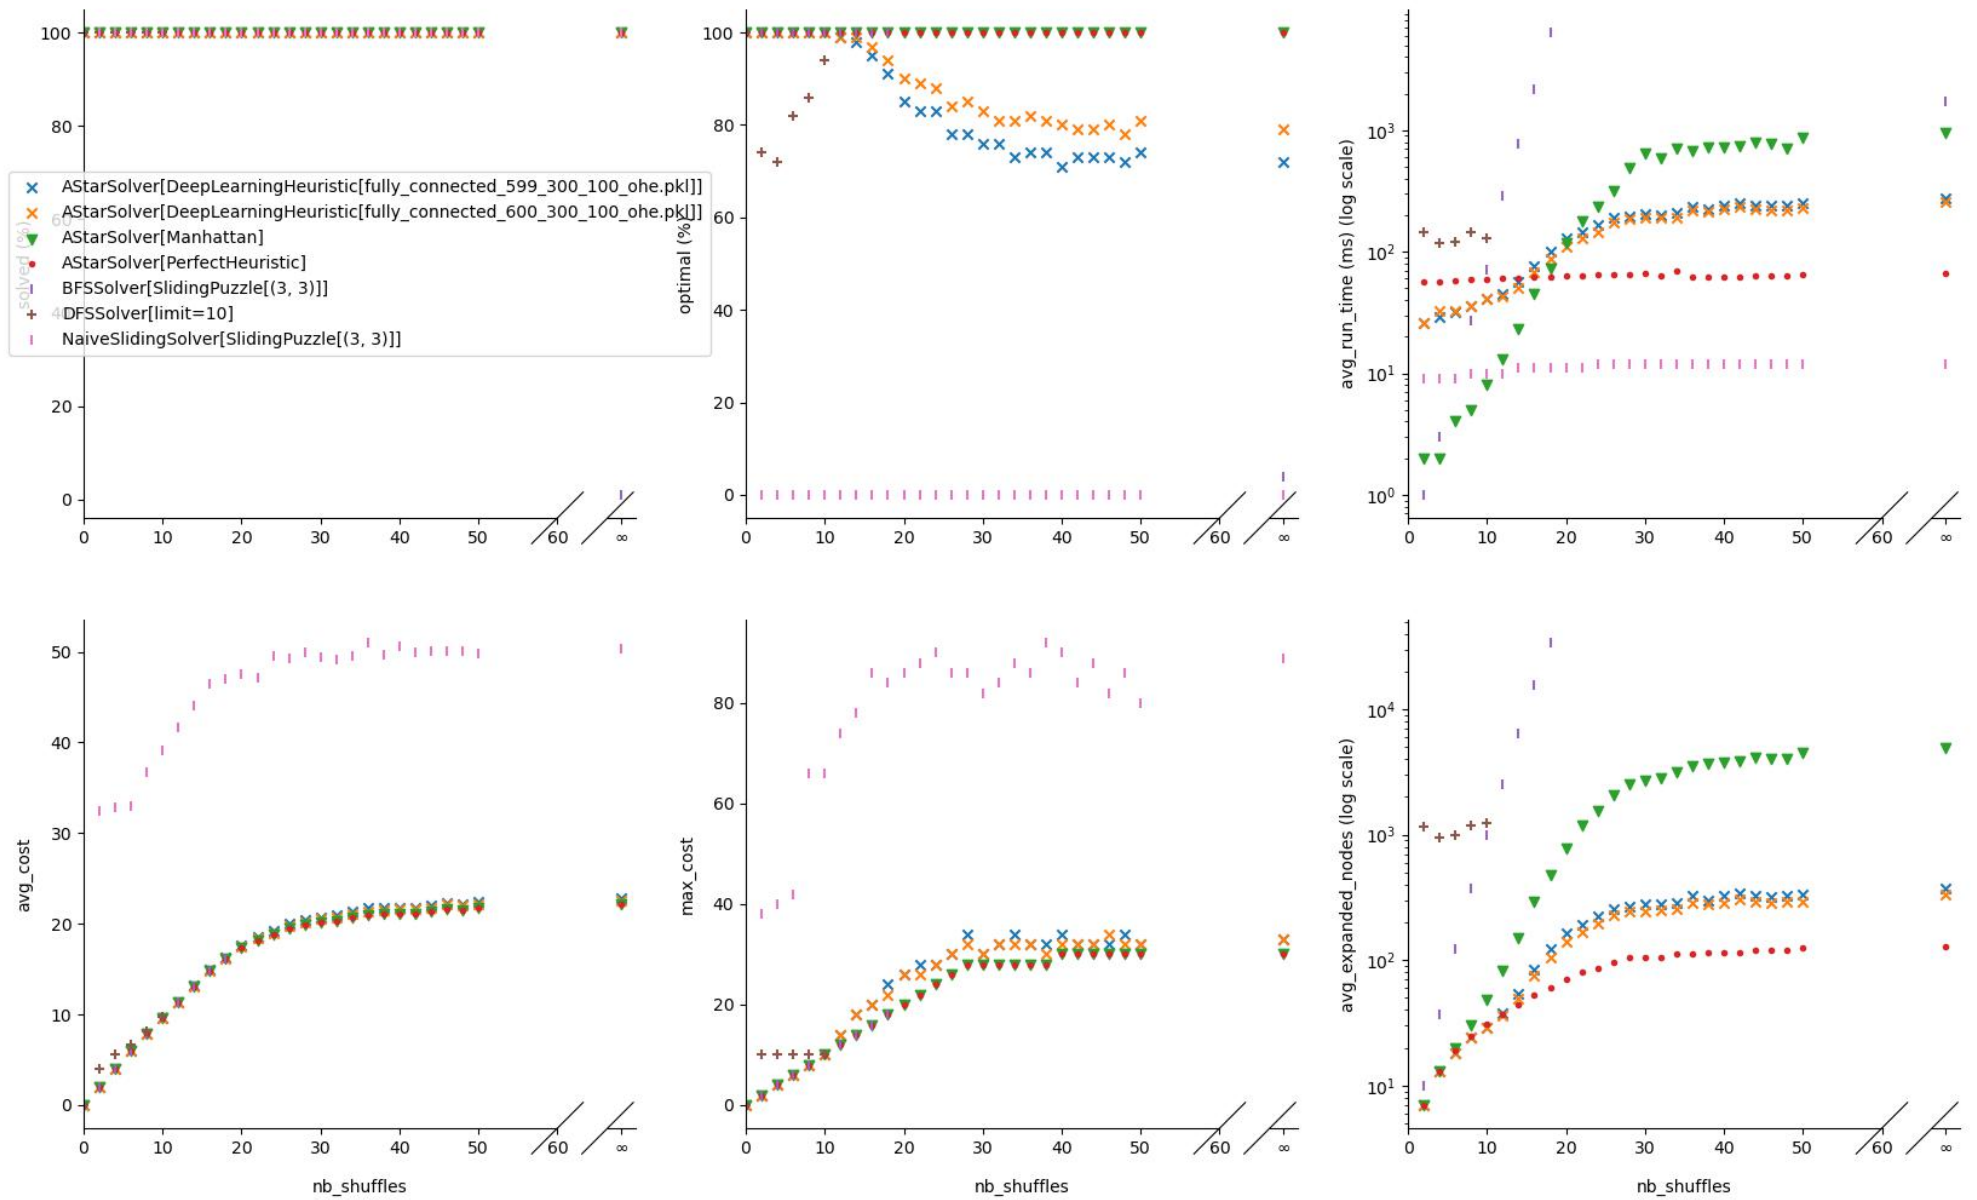 100
80
60
40
20
0
solved (%)
0 10 20 30 40 50 60 ∞
AStarSolver[DeepLearningHeuristic[fully_connected_599_300_100_ohe.pkl]]
AStarSolver[DeepLearningHeuristic[fully_connected_600_300_100_ohe.pkl]]
AStarSolver[Manhattan]
AStarSolver[PerfectHeuristic]
BFSSolver[SlidingPuzzle[(3, 3)]]
DFSSolver[limit=10]
NaiveSlidingSolver[SlidingPuzzle[(3, 3)]]
100
80
60
40
20
0
optimal (%)
0 10 20 30 40 50 60 ∞
10³
10²
10¹
10⁰
avg_run_time (ms) (log scale)
0 10 20 30 40 50 60 ∞
50
40
30
20
10
0
avg_cost
0 10 20 30 40 50 60 ∞
nb_shuffles
80
60
40
20
0
max_cost
0 10 20 30 40 50 60 ∞
nb_shuffles
10⁴
10³
10²
10¹
avg_expanded_nodes (log scale)
0 10 20 30 40 50 60 ∞
nb_shuffles